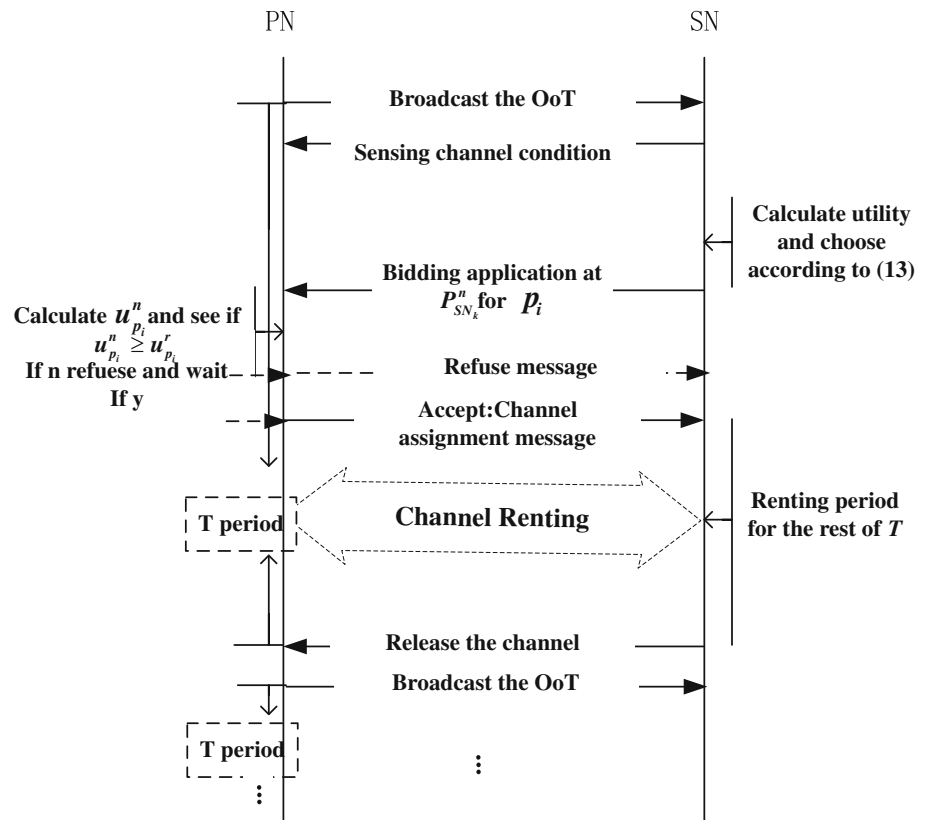 PN
SN
Broadcast the OoT
Sensing channel condition
Calculate utility
and choose
according to (13)
Bidding application at
P^n_{SN_k} for p_i
Calculate u^n_{p_i} and see if
u^n_{p_i} ≥ u^r_{p_i}
If n refuese and wait
If y
Refuse message
Accept:Channel
assignment message
T period
Channel Renting
Renting period
for the rest of T
Release the channel
Broadcast the OoT
T period
⋮
⋮